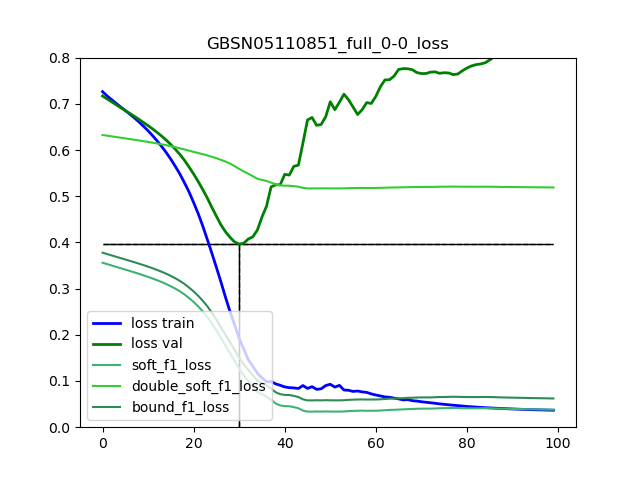 GBSN05110851_full_0-0_loss
0.8
0.7
0.6
0.5
0.4
0.3
0.2
0.1
0.0
loss train
loss val
soft_f1_loss
double_soft_f1_loss
bound_f1_loss
0 20 40 60 80 100